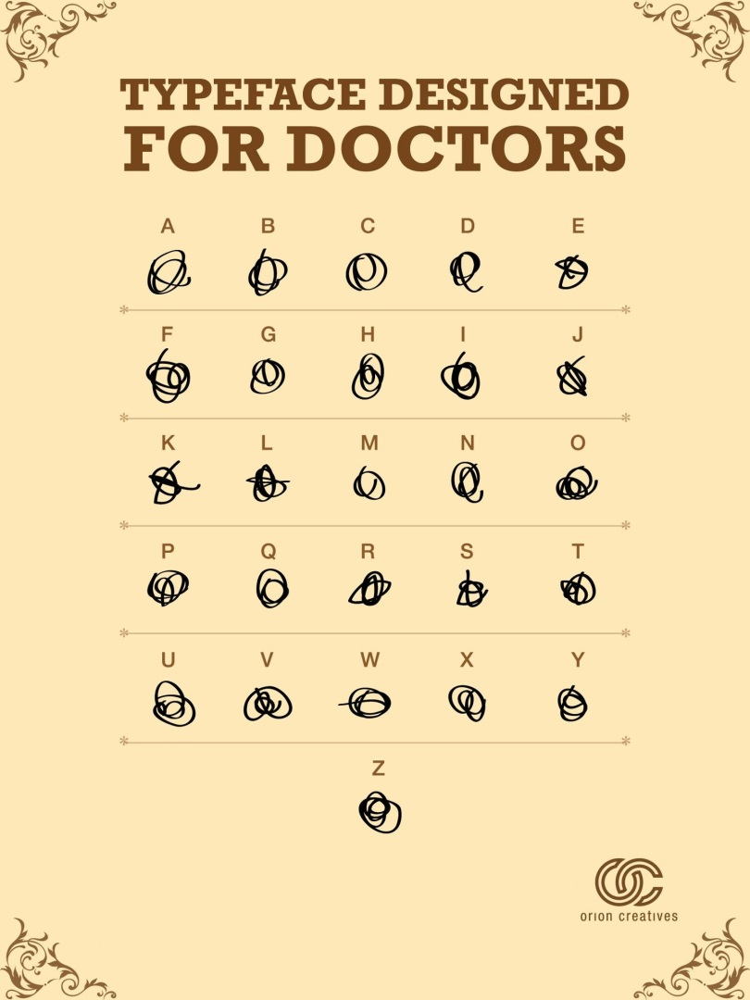 TYPEFACE DESIGNED
FOR DOCTORS
A B C D E
F G H I J
K L M N O
P Q R S T
U V W X Y
Z
orion creatives